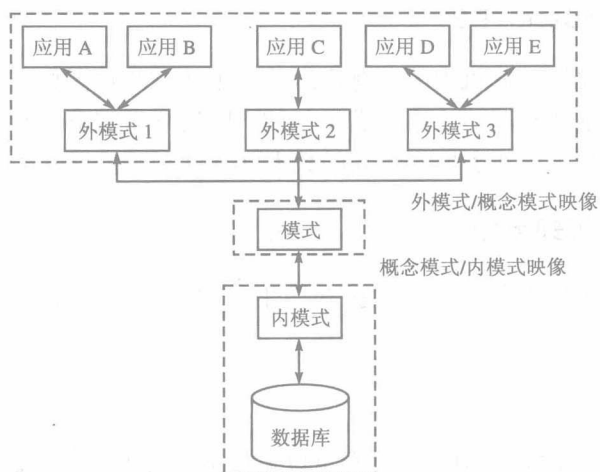 应用 A 应用 B 应用 C 应用 D 应用 E
外模式 1 外模式 2 外模式 3
外模式/概念模式映像
模式
概念模式/内模式映像
内模式
数据库